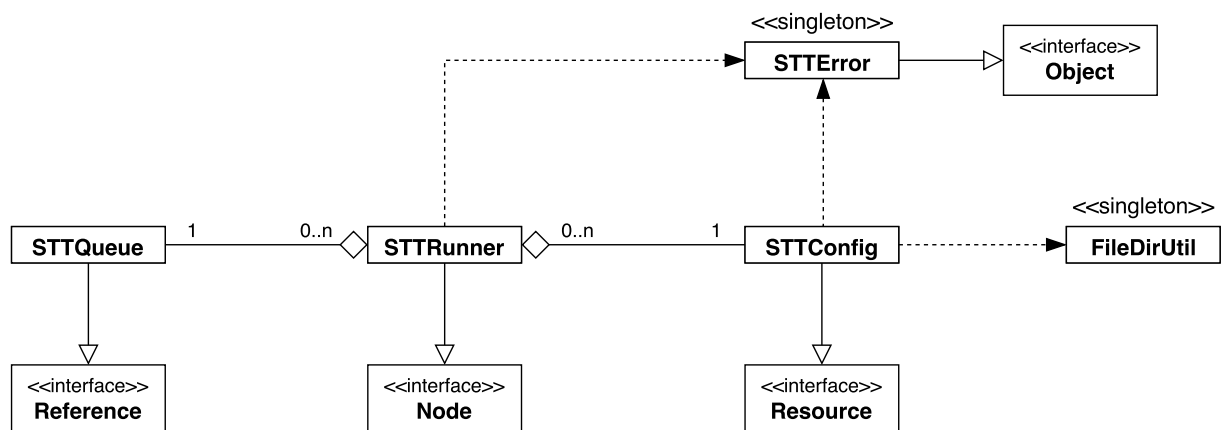 <<singleton>>
STTError
<<interface>>
Object
<<singleton>>
STTQueue
1
0..n
STTRunner
0..n
1
STTConfig
FileDirUtil
<<interface>>
Reference
<<interface>>
Node
<<interface>>
Resource